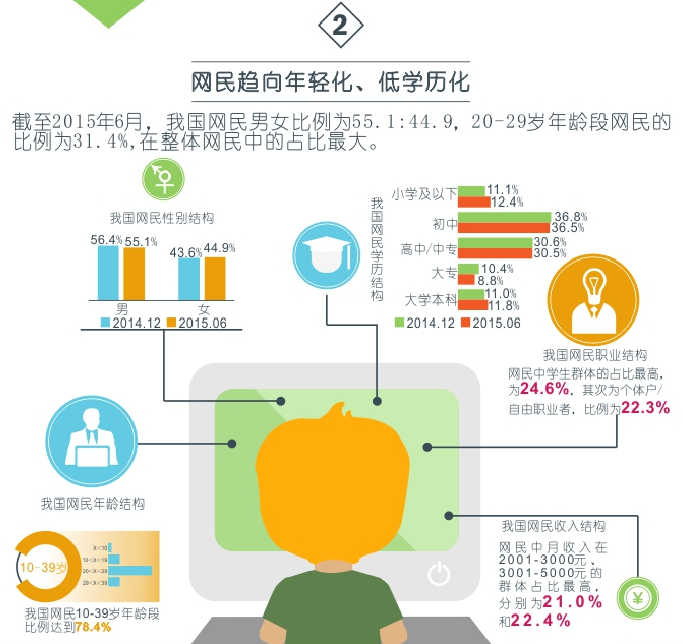 2
网民趋向年轻化、低学历化
截至2015年6月，我国网民男女比例为55.1:44.9，20-29岁年龄段网民的
比例为31.4%,在整体网民中的占比最大。
我国网民性别结构
56.4% 55.1% 43.6% 44.9%
男 女
2014.12 2015.06
我国网民学历结构
小学及以下 11.1% 12.4%
初中 36.8% 36.5%
高中/中专 30.6% 30.5%
大专 10.4% 8.8%
大学本科 11.0% 11.8%
2014.12 2015.06
我国网民职业结构
网民中学生群体的占比最高，
为24.6%，其次为个体户/
自由职业者，比例为22.3%
我国网民年龄结构
10-39岁
X<10
10<X<19
20<X<29
29<X<39
我国网民10-39岁年龄段
比例达到78.4%
我国网民收入结构
网民中月收入在
2001-3000元、
3001-5000元的
群体占比最高，
分别为21.0%
和22.4%
¥